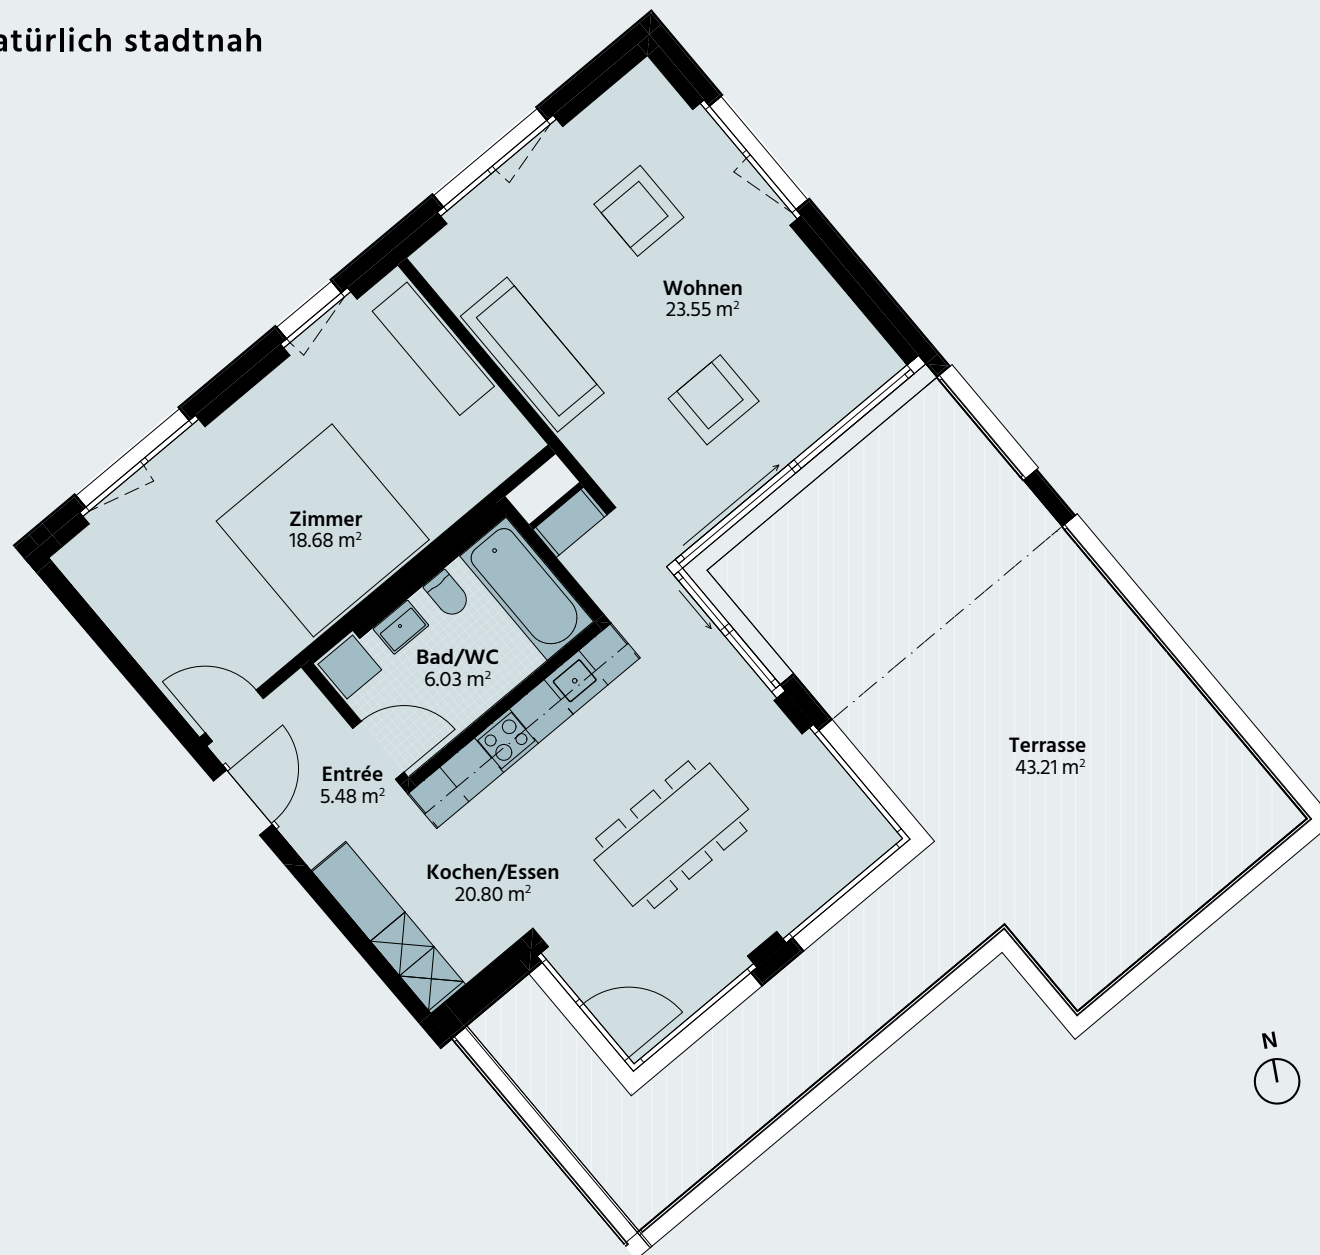 atürlich stadtnah
Wohnen
23.55 m²
Zimmer
18.68 m²
Bad/WC
6.03 m²
Terrasse
43.21 m²
Entrée
5.48 m²
Kochen/Essen
20.80 m²
N